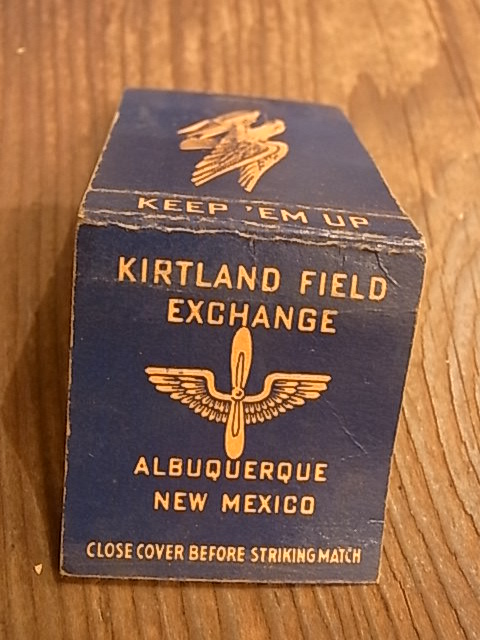 KEEP 'EM UP
KIRTLAND FIELD
EXCHANGE
ALBUQUERQUE
NEW MEXICO
CLOSE COVER BEFORE STRIKING MATCH